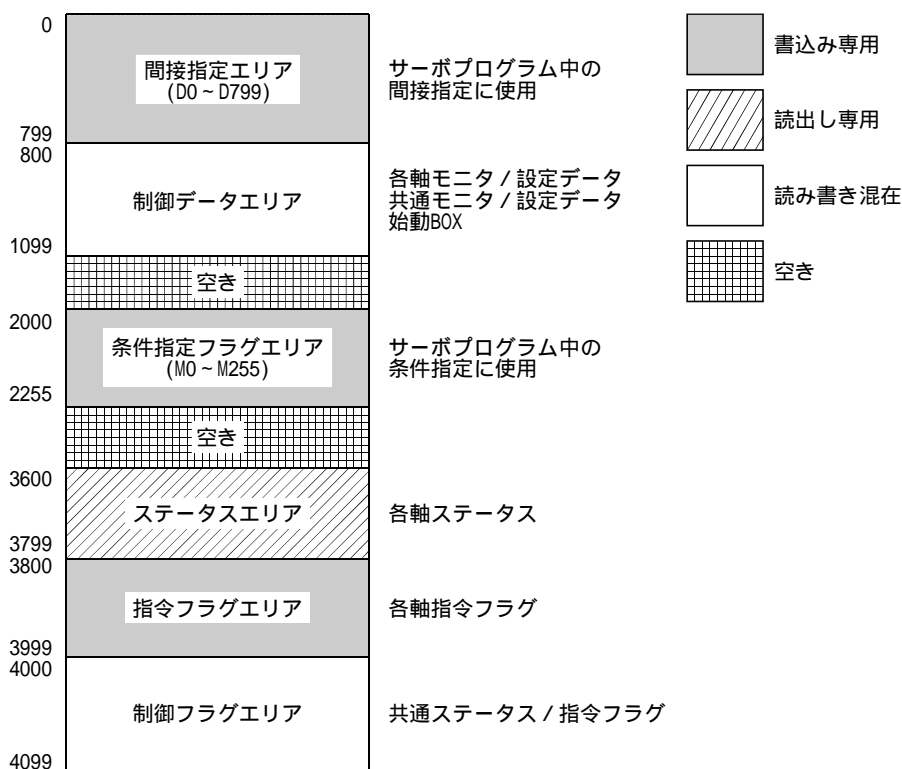 0
間接指定エリア
(D0～D799)
サーボプログラム中の
間接指定に使用
799
800
制御データエリア
各軸モニタ / 設定データ
共通モニタ / 設定データ
始動BOX
1099
空き
2000
条件指定フラグエリア
(M0～M255)
サーボプログラム中の
条件指定に使用
2255
空き
3600
ステータスエリア
各軸ステータス
3799
3800
指令フラグエリア
各軸指令フラグ
3999
4000
制御フラグエリア
共通ステータス / 指令フラグ
4099
書込み専用
読出し専用
読み書き混在
空き